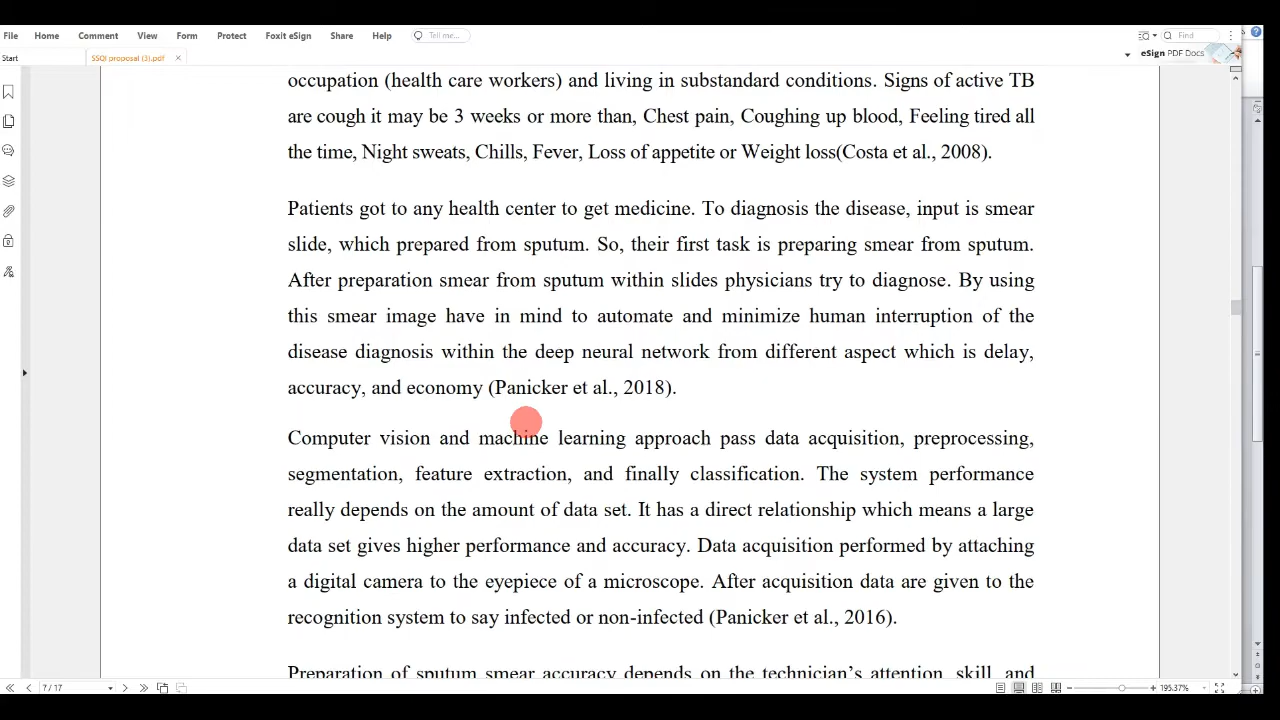 File Home Comment View Form Protect Foxit eSign Share Help Tell me... Find
Start SSQI proposal (3).pdf eSign PDF Docs
occupation (health care workers) and living in substandard conditions. Signs of active TB
are cough it may be 3 weeks or more than, Chest pain, Coughing up blood, Feeling tired all
the time, Night sweats, Chills, Fever, Loss of appetite or Weight loss(Costa et al., 2008).
Patients got to any health center to get medicine. To diagnosis the disease, input is smear
slide, which prepared from sputum. So, their first task is preparing smear from sputum.
After preparation smear from sputum within slides physicians try to diagnose. By using
this smear image have in mind to automate and minimize human interruption of the
disease diagnosis within the deep neural network from different aspect which is delay,
accuracy, and economy (Panicker et al., 2018).
Computer vision and machine learning approach pass data acquisition, preprocessing,
segmentation, feature extraction, and finally classification. The system performance
really depends on the amount of data set. It has a direct relationship which means a large
data set gives higher performance and accuracy. Data acquisition performed by attaching
a digital camera to the eyepiece of a microscope. After acquisition data are given to the
recognition system to say infected or non-infected (Panicker et al., 2016).
Preparation of sputum smear accuracy depends on the technician's attention, skill, and
7 / 17 195.37%